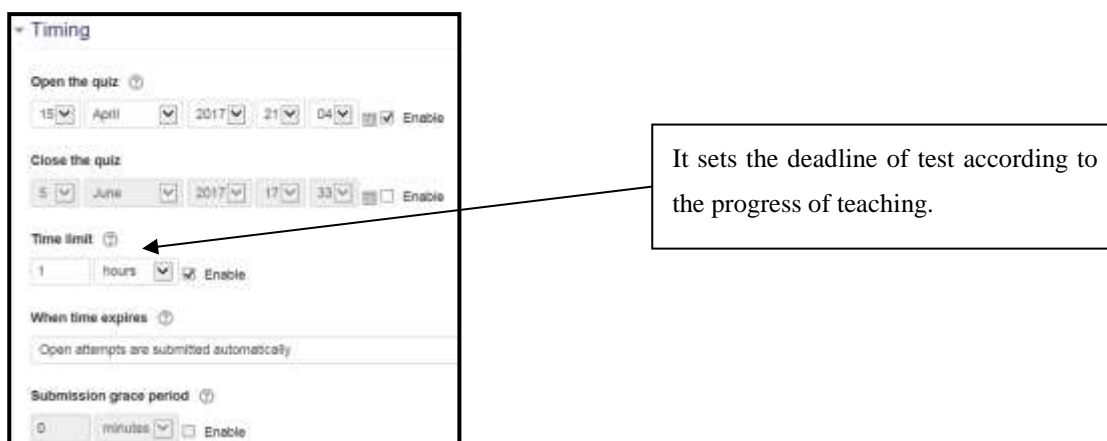 Timing
Open the quiz
15 April 2017 21 04 Enable
Close the quiz
5 June 2017 17 33 Enable
Time limit
1 hours Enable
When time expires
Open attempts are submitted automatically
Submission grace period
0 minutes Enable
It sets the deadline of test according to
the progress of teaching.